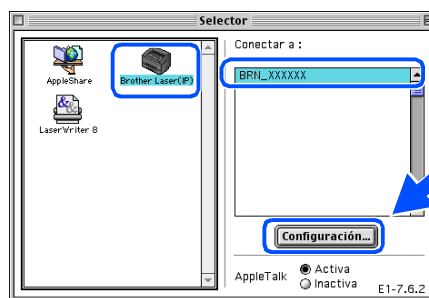 Selector
Conectar a :
AppleShare
Brother Laser(IP)
BRN_XXXXXX
LaserWriter 8
Configuración...
AppleTalk
Activa
Inactiva
E1-7.6.2